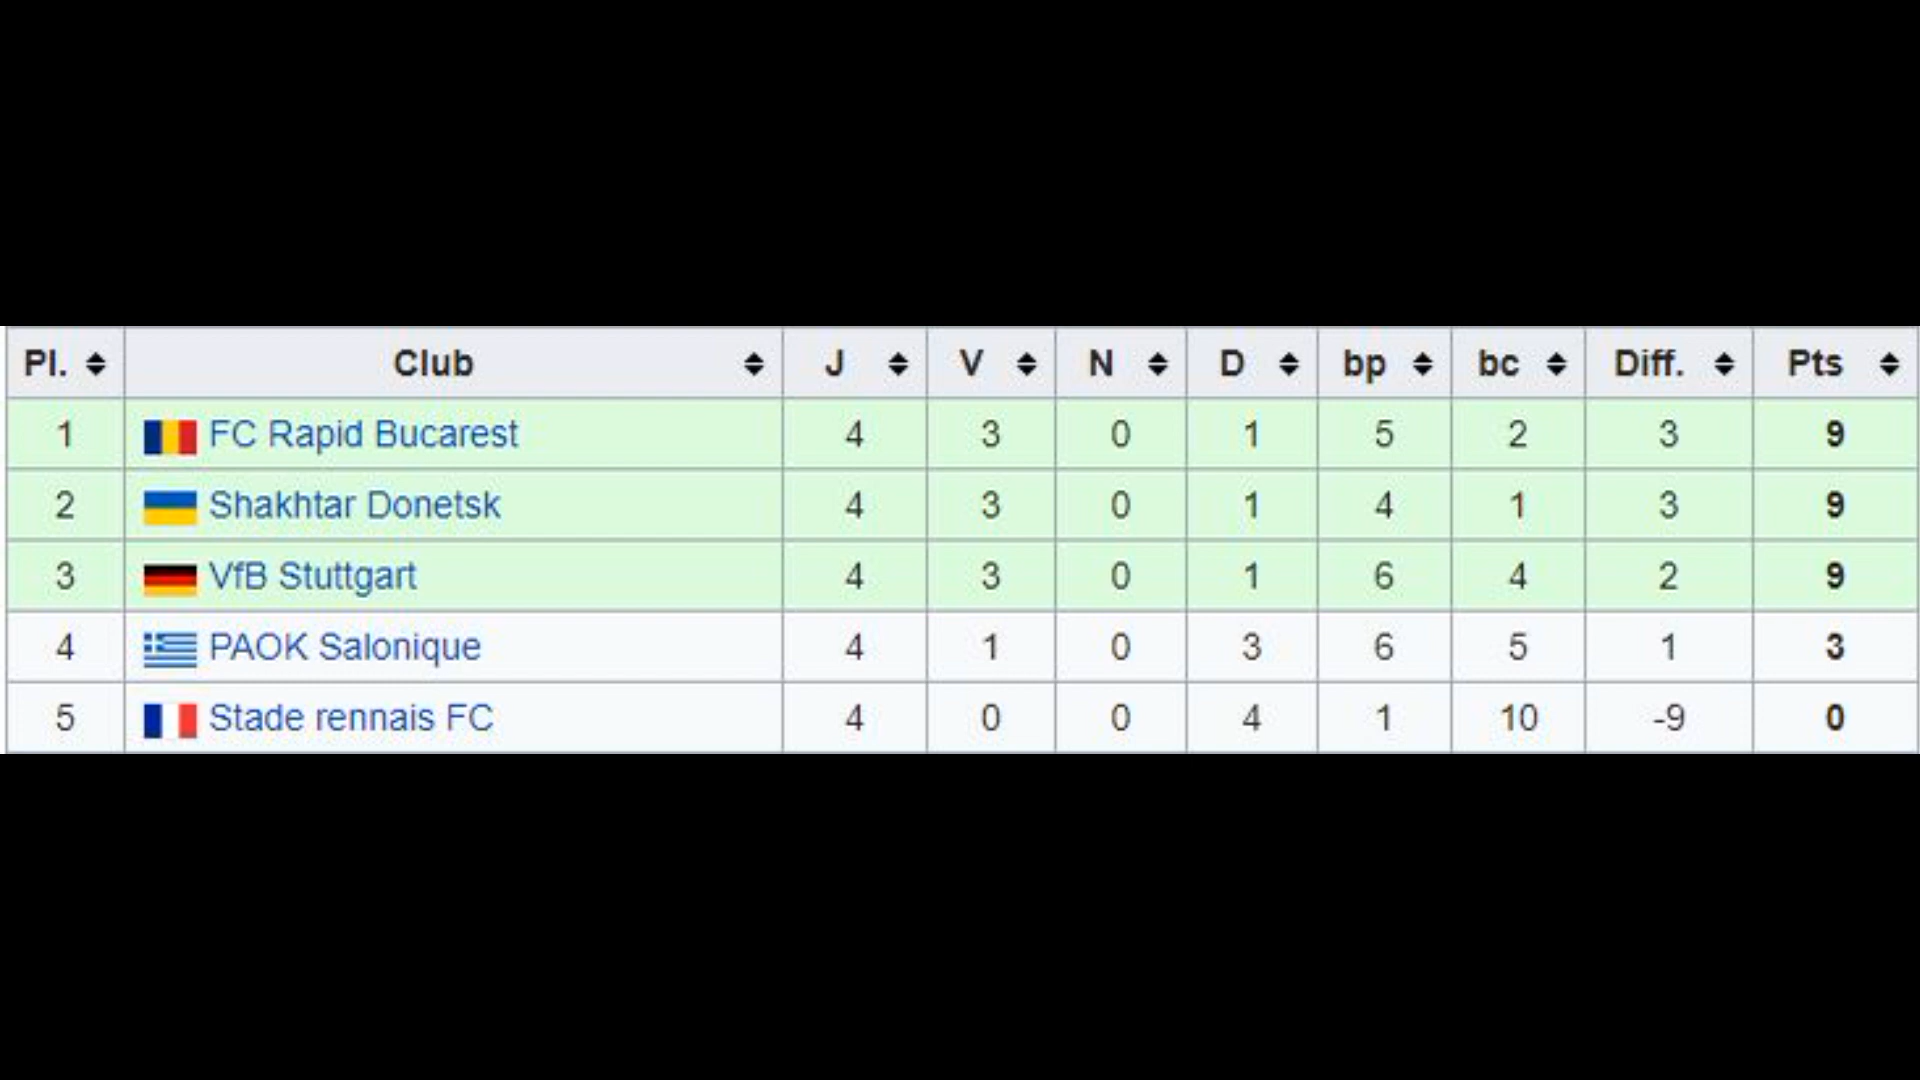 Pl. Club J V N D bp bc Diff. Pts
1 FC Rapid Bucarest 4 3 0 1 5 2 3 9
2 Shakhtar Donetsk 4 3 0 1 4 1 3 9
3 VfB Stuttgart 4 3 0 1 6 4 2 9
4 PAOK Salonique 4 1 0 3 6 5 1 3
5 Stade rennais FC 4 0 0 4 1 10 -9 0